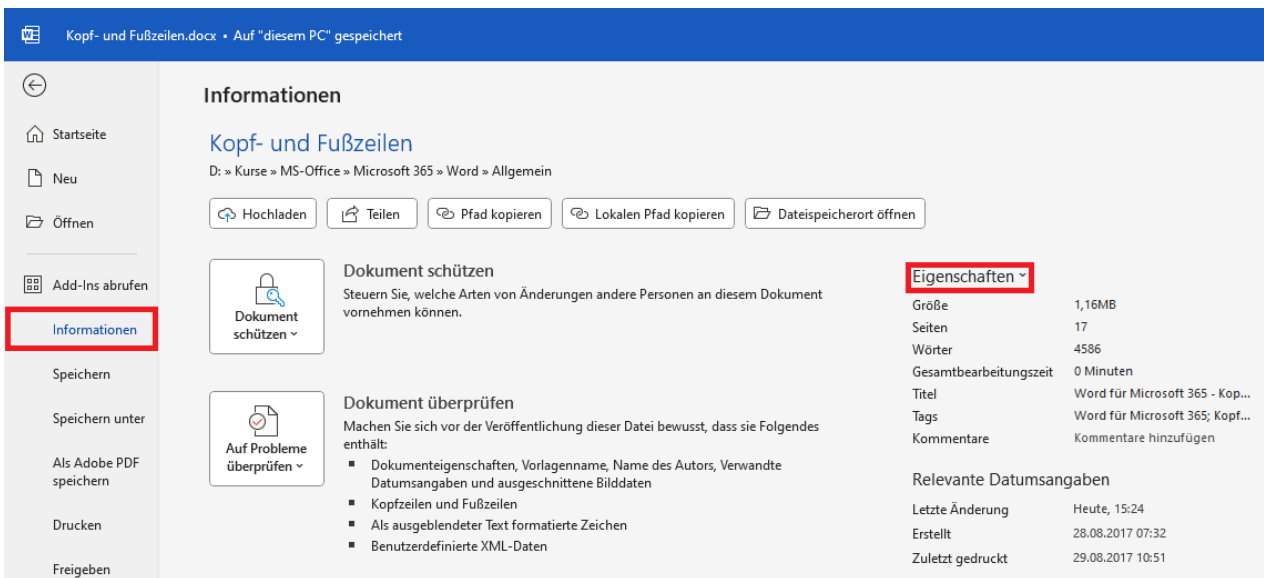 Kopf- und Fußzeilen.docx • Auf "diesem PC" gespeichert
Informationen
Startseite
Neu
Öffnen
Add-Ins abrufen
Informationen
Speichern
Speichern unter
Als Adobe PDF
speichern
Drucken
Freigeben
Kopf- und Fußzeilen
D: » Kurse » MS-Office » Microsoft 365 » Word » Allgemein
Hochladen
Teilen
Pfad kopieren
Lokalen Pfad kopieren
Dateispeicherort öffnen
Dokument
schützen
Dokument schützen
Steuern Sie, welche Arten von Änderungen andere Personen an diesem Dokument
vornehmen können.
Auf Probleme
überprüfen
Dokument überprüfen
Machen Sie sich vor der Veröffentlichung dieser Datei bewusst, dass sie Folgendes
enthält:
▪ Dokumenteigenschaften, Vorlagenname, Name des Autors, Verwandte
Datumsangaben und ausgeschnittene Bilddaten
▪ Kopfzeilen und Fußzeilen
▪ Als ausgeblendeter Text formatierte Zeichen
▪ Benutzerdefinierte XML-Daten
Eigenschaften
Größe 1,16MB
Seiten 17
Wörter 4586
Gesamtbearbeitungszeit 0 Minuten
Titel Word für Microsoft 365 - Kop...
Tags Word für Microsoft 365; Kopf...
Kommentare Kommentare hinzufügen
Relevante Datumsangaben
Letzte Änderung Heute, 15:24
Erstellt 28.08.2017 07:32
Zuletzt gedruckt 29.08.2017 10:51